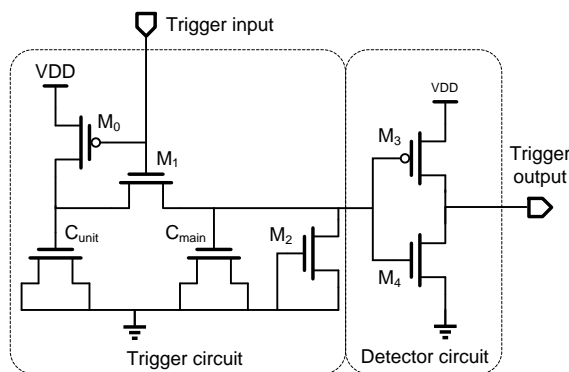 Trigger input
VDD
M0
M1
Cunit
Cmain
M2
Trigger circuit
VDD
M3
M4
Trigger
output
Detector circuit